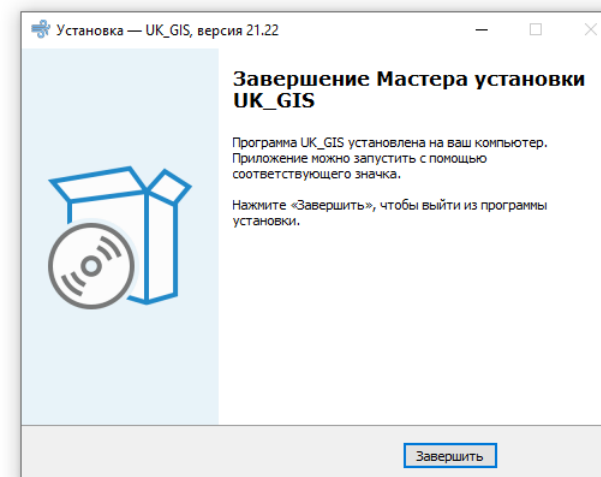 Установка — UK_GIS, версия 21.22
Завершение Мастера установки
UK_GIS
Программа UK_GIS установлена на ваш компьютер.
Приложение можно запустить с помощью
соответствующего значка.
Нажмите «Завершить», чтобы выйти из программы
установки.
Завершить